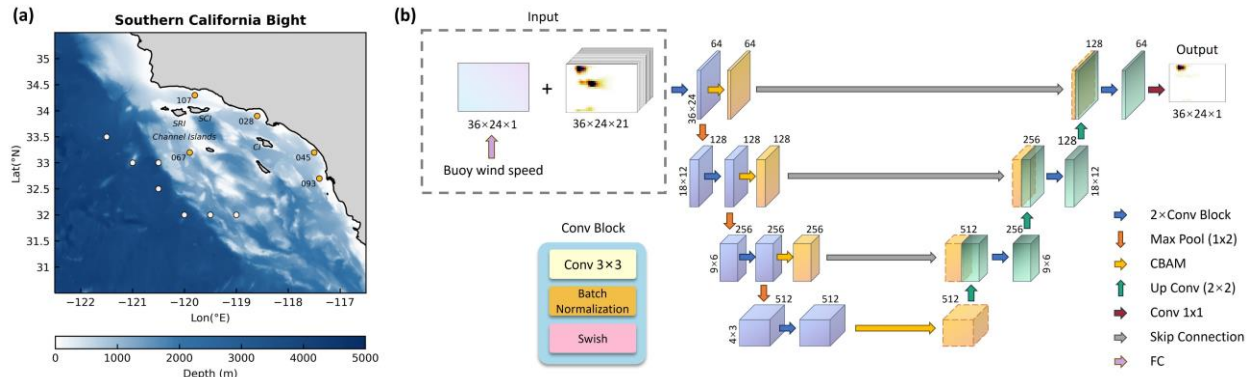 (a)
Southern California Bight
35
34.5
34
33.5
33
32.5
32
31.5
31
Lat(°N)
107
028
SRI
SCI
Channel Islands
067
CI
045
093
−122
−121
−120
−119
−118
−117
−116
Lon(°E)
0
1000
2000
3000
4000
5000
Depth (m)
(b)
Input
36×24×1
+
36×24×21
Buoy wind speed
Conv Block
Conv 3×3
Batch
Normalization
Swish
64
64
36×24
128
128
128
18×12
256
256
256
9×6
512
512
4×3
512
512
256
9×6
256
128
18×12
128
64
Output
36×24×1
2×Conv Block
Max Pool (1x2)
CBAM
Up Conv (2×2)
Conv 1x1
Skip Connection
FC